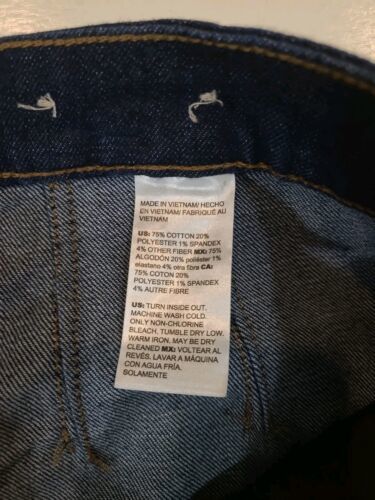 MADE IN VIETNAM/ HECHO
EN VIETNAM/ FABRIQUÉ AU
VIETNAM
US: 75% COTTON 20%
POLYESTER 1% SPANDEX
4% OTHER FIBER MX: 75%
ALGODÓN 20% poliéster 1%
elastano 4% otra fibra CA:
75% COTON 20%
POLYESTER 1% SPANDEX
4% AUTRE FIBRE
US: TURN INSIDE OUT.
MACHINE WASH COLD.
ONLY NON-CHLORINE
BLEACH. TUMBLE DRY LOW.
WARM IRON. MAY BE DRY
CLEANED MX: VOLTEAR AL
REVÉS. LAVAR A MÁQUINA
CON AGUA FRÍA.
SOLAMENTE